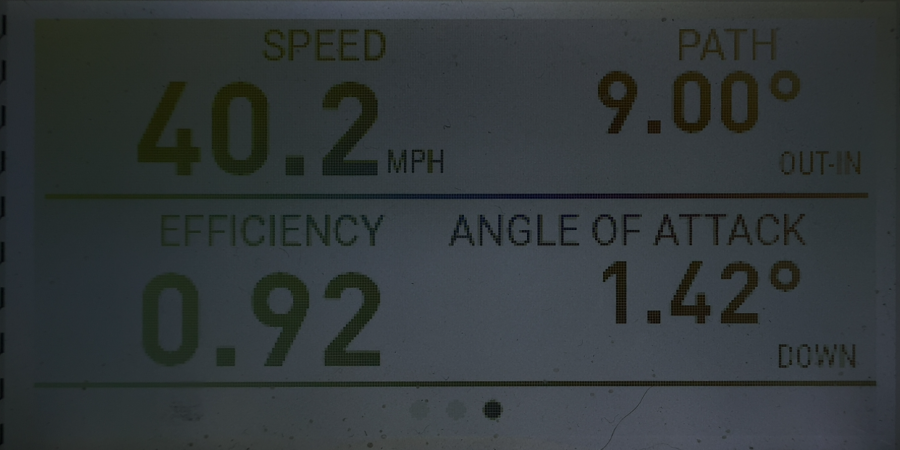 SPEED
40.2 MPH
PATH
9.00°
OUT-IN
EFFICIENCY
0.92
ANGLE OF ATTACK
1.42°
DOWN